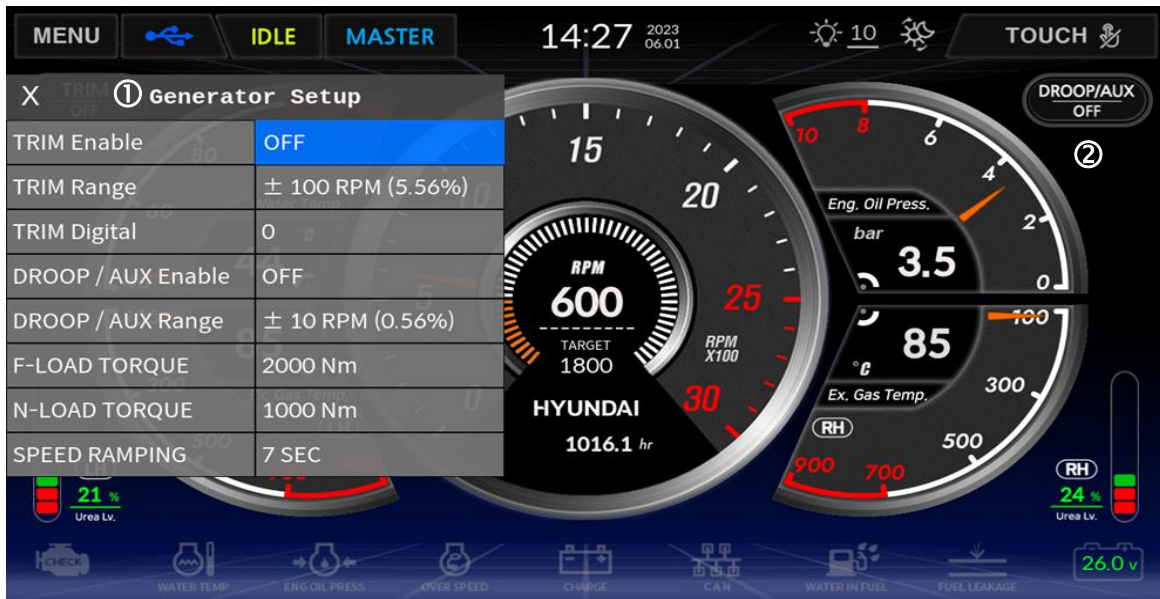 MENU IDLE MASTER 14:27 2023 06.01 10 TOUCH
X ① Generator Setup
TRIM
OFF
TRIM Enable OFF
TRIM Range ± 100 RPM (5.56%)
TRIM Digital 0
DROOP / AUX Enable OFF
DROOP / AUX Range ± 10 RPM (0.56%)
F-LOAD TORQUE 2000 Nm
N-LOAD TORQUE 1000 Nm
SPEED RAMPING 7 SEC
DROOP/AUX
OFF
②
15
20
25
30
RPM
X100
RPM
600
TARGET
1800
HYUNDAI
1016.1 hr
10 8 6 4 2 0
Eng. Oil Press.
bar
3.5
85
°C
Ex. Gas Temp.
RH
100
300
500
700
900
LH
21 %
Urea Lv.
RH
24 %
Urea Lv.
CHECK
WATER TEMP
ENG OIL PRESS
OVER SPEED
CHARGE
CAN
WATER IN FUEL
FUEL LEAKAGE
26.0 v